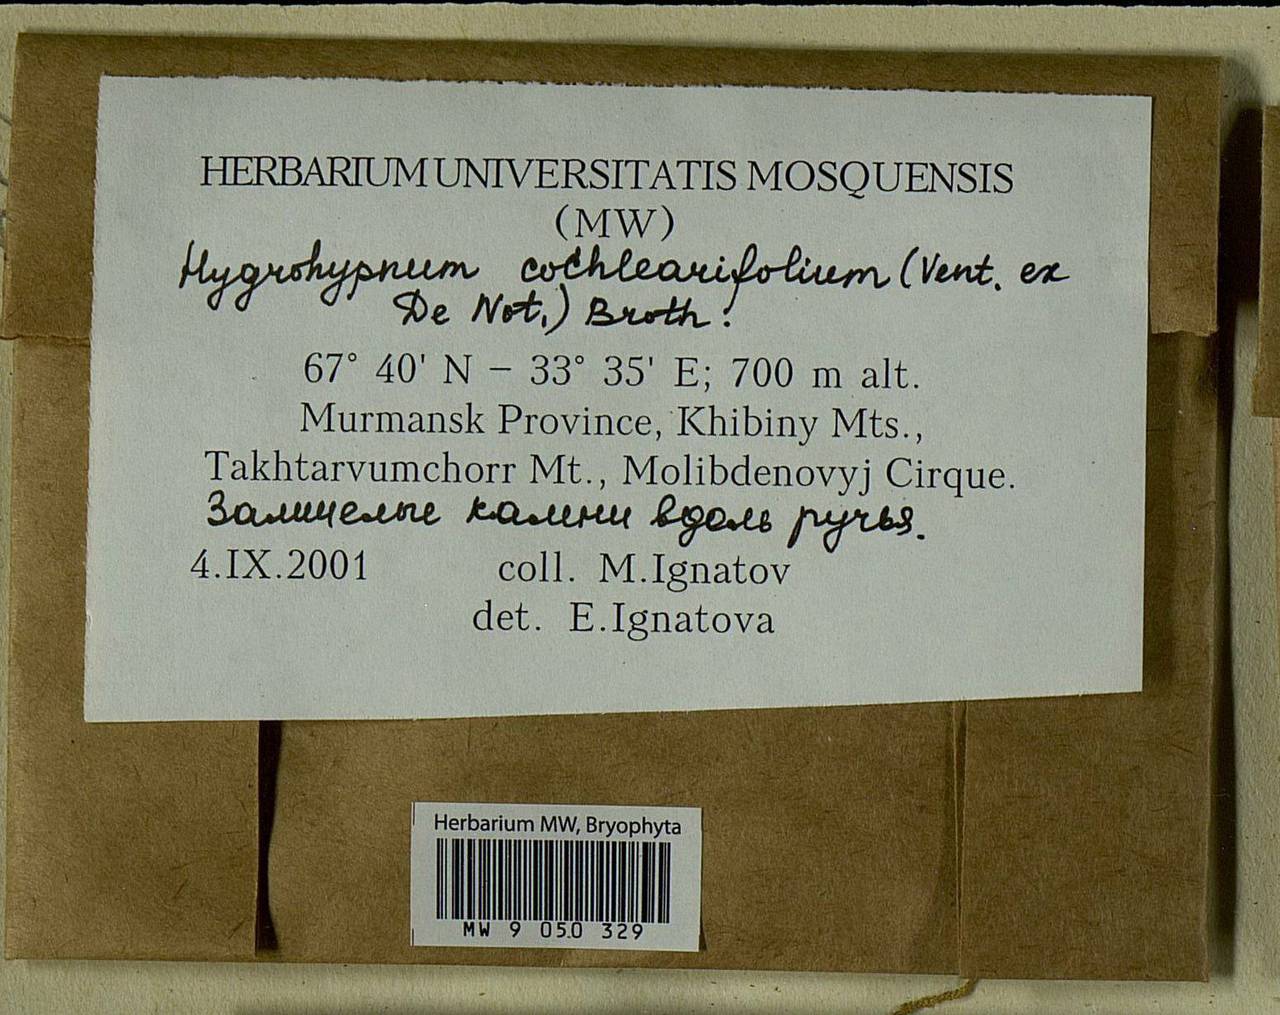 HERBARIUM UNIVERSITATIS MOSQUENSIS
(MW)
Hygrohypnum cochlearifolium (Vent. ex
De Not.) Broth.
67° 40' N – 33° 35' E; 700 m alt.
Murmansk Province, Khibiny Mts.,
Takhtarvumchorr Mt., Molibdenovyj Cirque.
Замшелые камни вдоль ручья.
4.IX.2001 coll. M.Ignatov
det. E.Ignatova
Herbarium MW, Bryophyta
MW 9 050 329